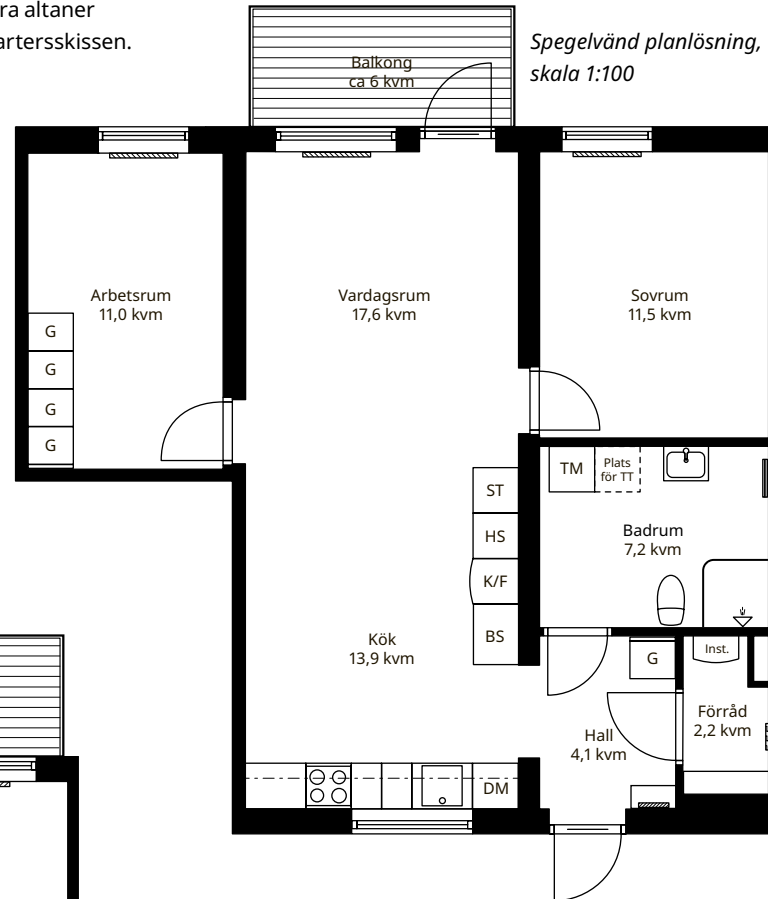 ra altaner
artersskissen.
Spegelvänd planlösning,
skala 1:100
Balkong
ca 6 kvm
Arbetsrum
11,0 kvm
Vardagsrum
17,6 kvm
Sovrum
11,5 kvm
G
G
G
G
ST
HS
K/F
BS
TM
Plats
för TT
Badrum
7,2 kvm
Kök
13,9 kvm
G
Inst.
Hall
4,1 kvm
Förråd
2,2 kvm
DM